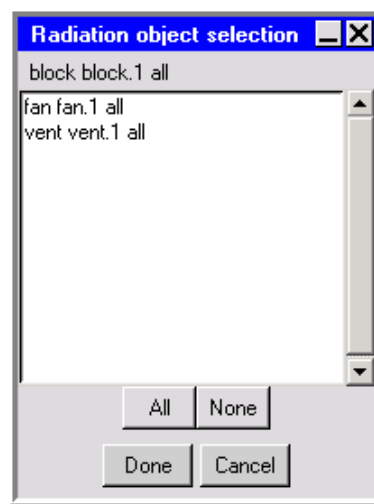 Radiation object selection
block block.1 all
fan fan.1 all
vent vent.1 all
All None
Done Cancel